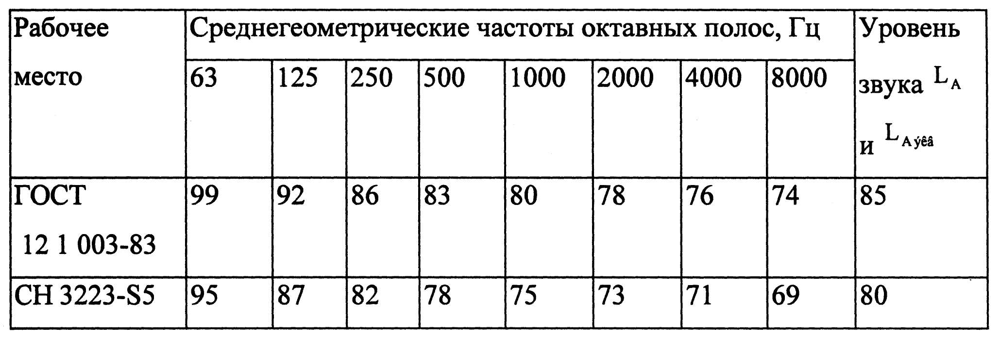 Рабочее место Среднегеометрические частоты октавных полос, Гц Уровень звука L A и L A ýêâ
63 125 250 500 1000 2000 4000 8000
ГОСТ 12 1 003-83 99 92 86 83 80 78 76 74 85
СН 3223-S5 95 87 82 78 75 73 71 69 80